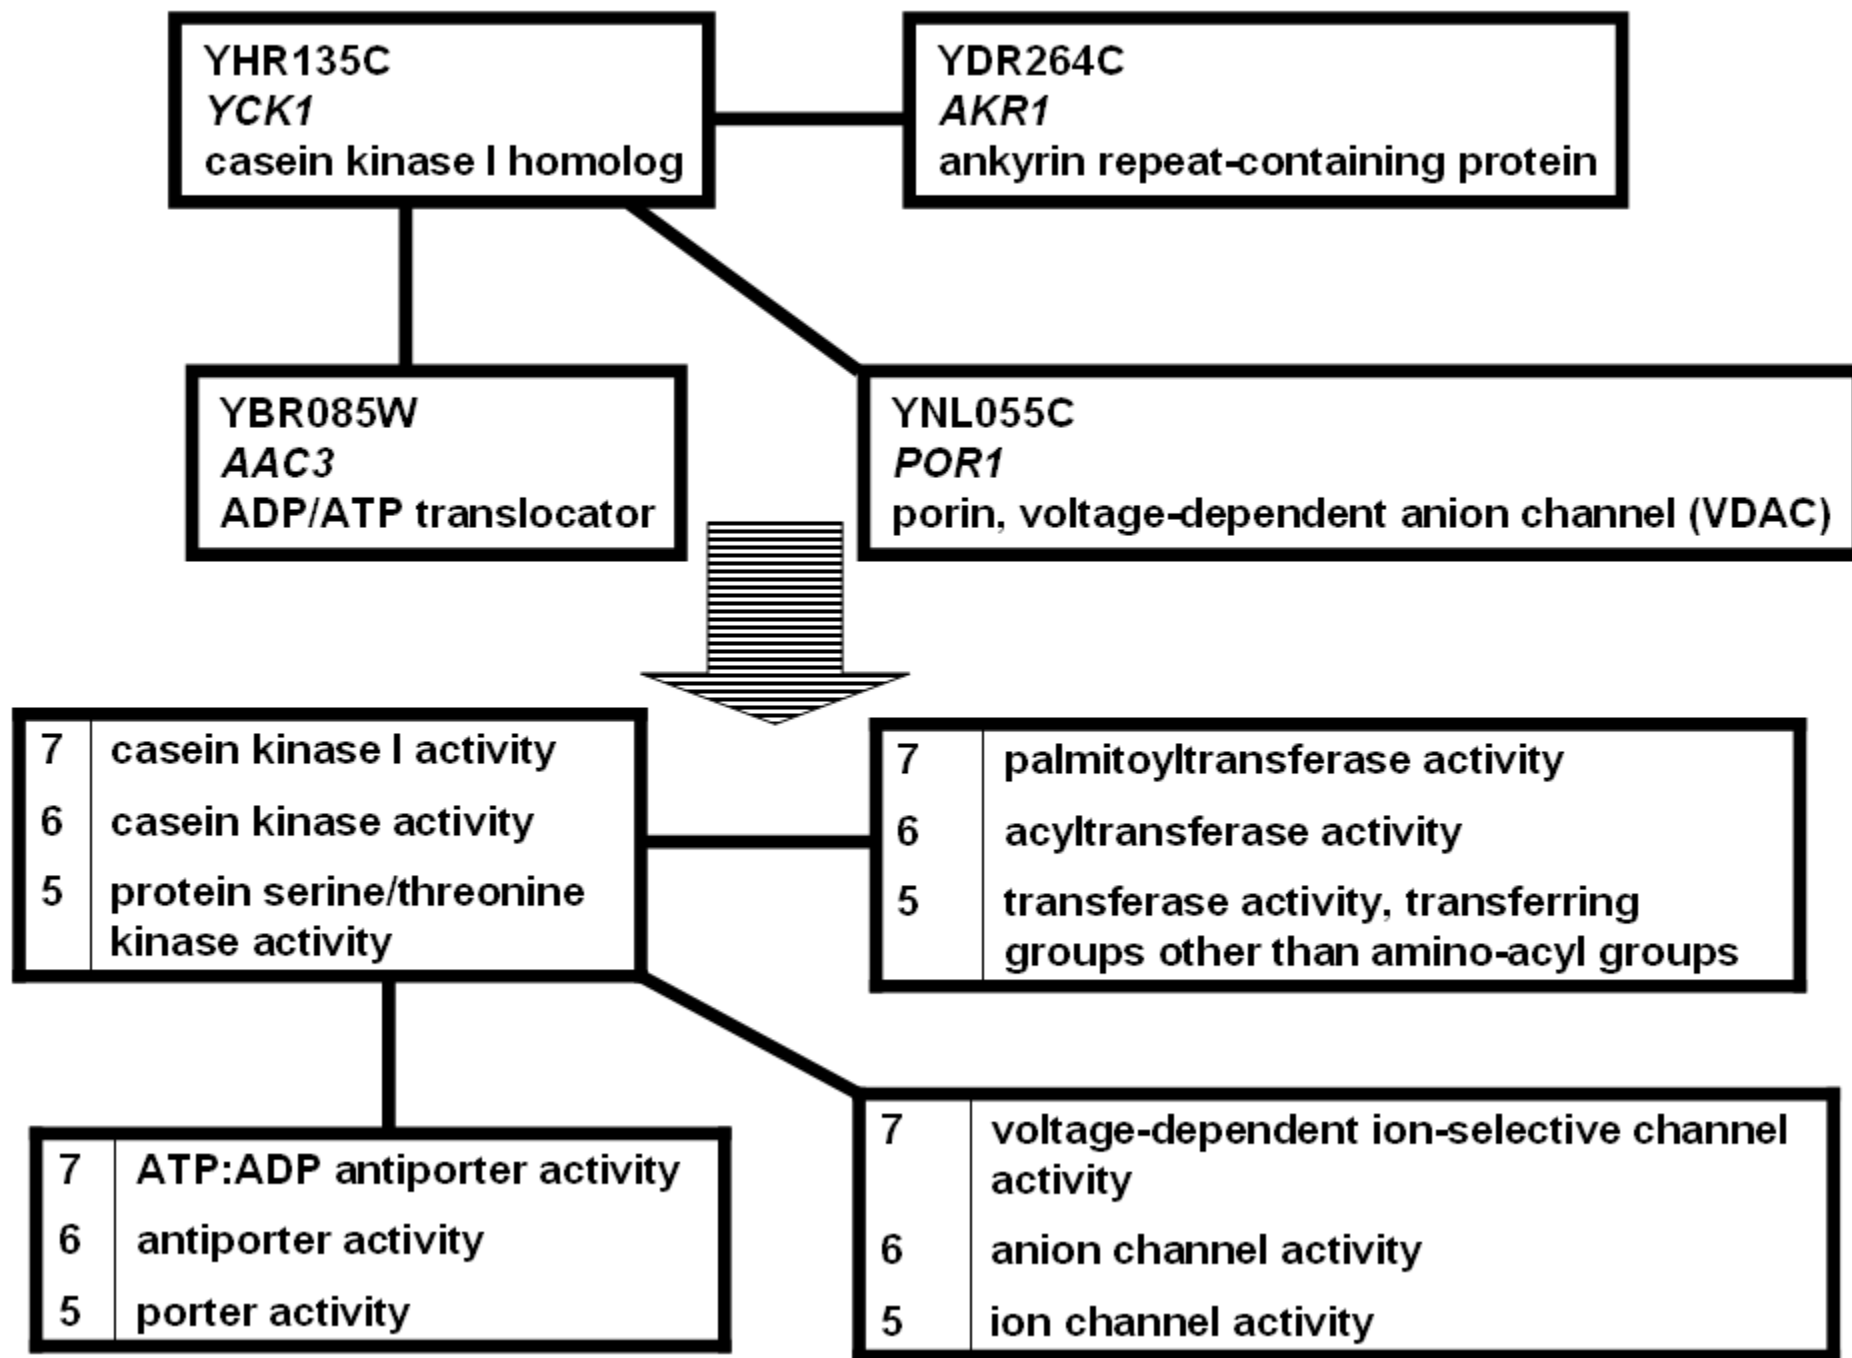 YHR135C
YCK1
casein kinase I homolog
YDR264C
AKR1
ankyrin repeat-containing protein
YBR085W
AAC3
ADP/ATP translocator
YNL055C
POR1
porin, voltage-dependent anion channel (VDAC)
7 casein kinase I activity
6 casein kinase activity
5 protein serine/threonine
kinase activity
7 palmitoyltransferase activity
6 acyltransferase activity
5 transferase activity, transferring
groups other than amino-acyl groups
7 ATP:ADP antiporter activity
6 antiporter activity
5 porter activity
7 voltage-dependent ion-selective channel
activity
6 anion channel activity
5 ion channel activity